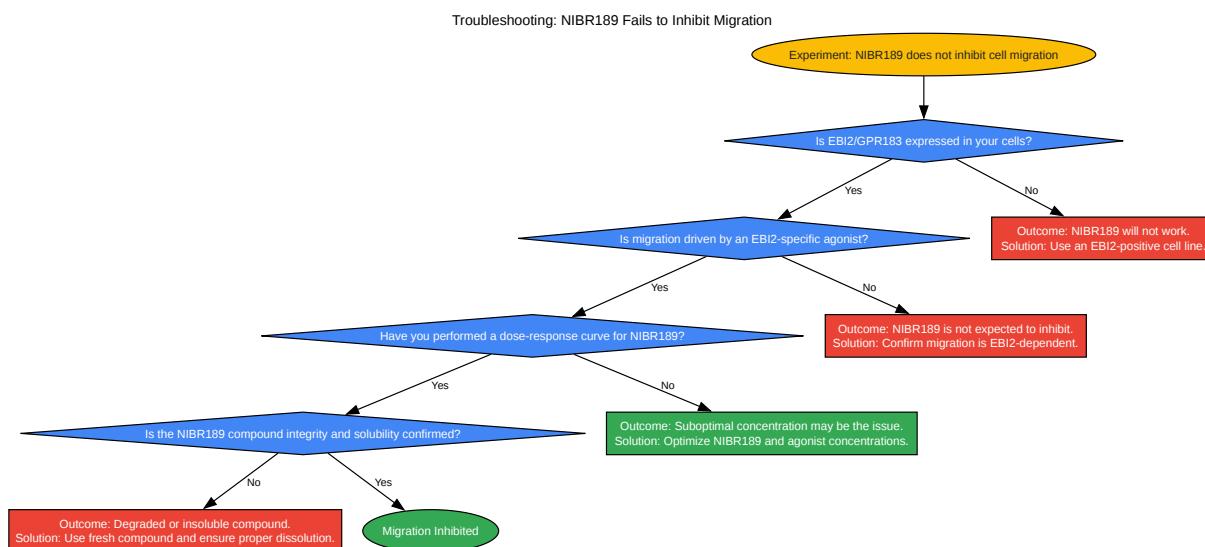 Troubleshooting: NIBR189 Fails to Inhibit Migration
Experiment: NIBR189 does not inhibit cell migration
Is EBI2/GPR183 expressed in your cells?
Yes
No
Is migration driven by an EBI2-specific agonist?
Outcome: NIBR189 will not work.
Solution: Use an EBI2-positive cell line.
Yes
No
Have you performed a dose-response curve for NIBR189?
Outcome: NIBR189 is not expected to inhibit.
Solution: Confirm migration is EBI2-dependent.
Yes
No
Is the NIBR189 compound integrity and solubility confirmed?
Outcome: Suboptimal concentration may be the issue.
Solution: Optimize NIBR189 and agonist concentrations.
No
Yes
Outcome: Degraded or insoluble compound.
Solution: Use fresh compound and ensure proper dissolution.
Migration Inhibited